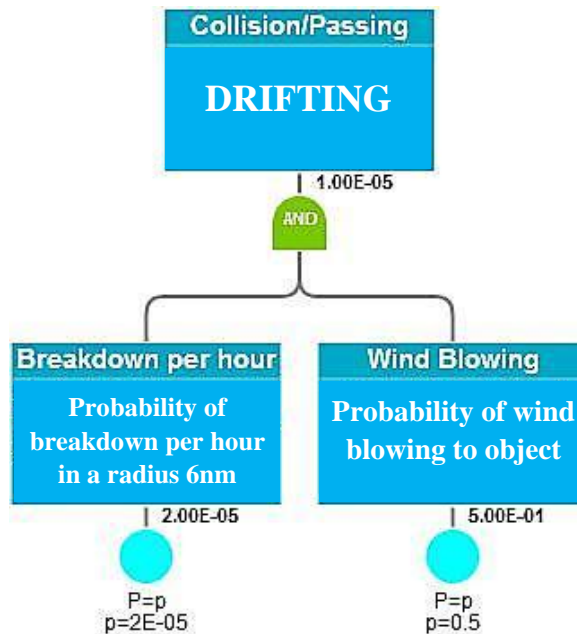 Collision/Passing
DRIFTING
1.00E-05
AND
Breakdown per hour
Probability of
breakdown per hour
in a radius 6nm
2.00E-05
P=p
p=2E-05
Wind Blowing
Probability of wind
blowing to object
5.00E-01
P=p
p=0.5